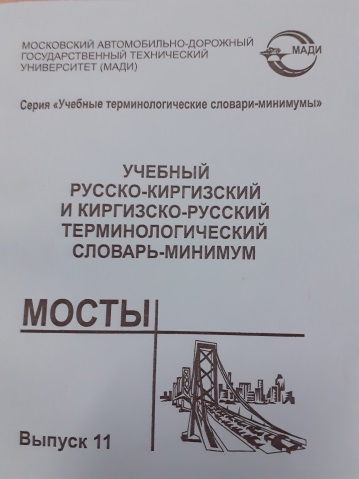 МОСКОВСКИЙ АВТОМОБИЛЬНО-ДОРОЖНЫЙ
ГОСУДАРСТВЕННЫЙ ТЕХНИЧЕСКИЙ
УНИВЕРСИТЕТ (МАДИ)
МАДИ
Серия «Учебные терминологические словари-минимумы»
УЧЕБНЫЙ
РУССКО-КИРГИЗСКИЙ
И КИРГИЗСКО-РУССКИЙ
ТЕРМИНОЛОГИЧЕСКИЙ
СЛОВАРЬ-МИНИМУМ
МОСТЫ
Выпуск 11